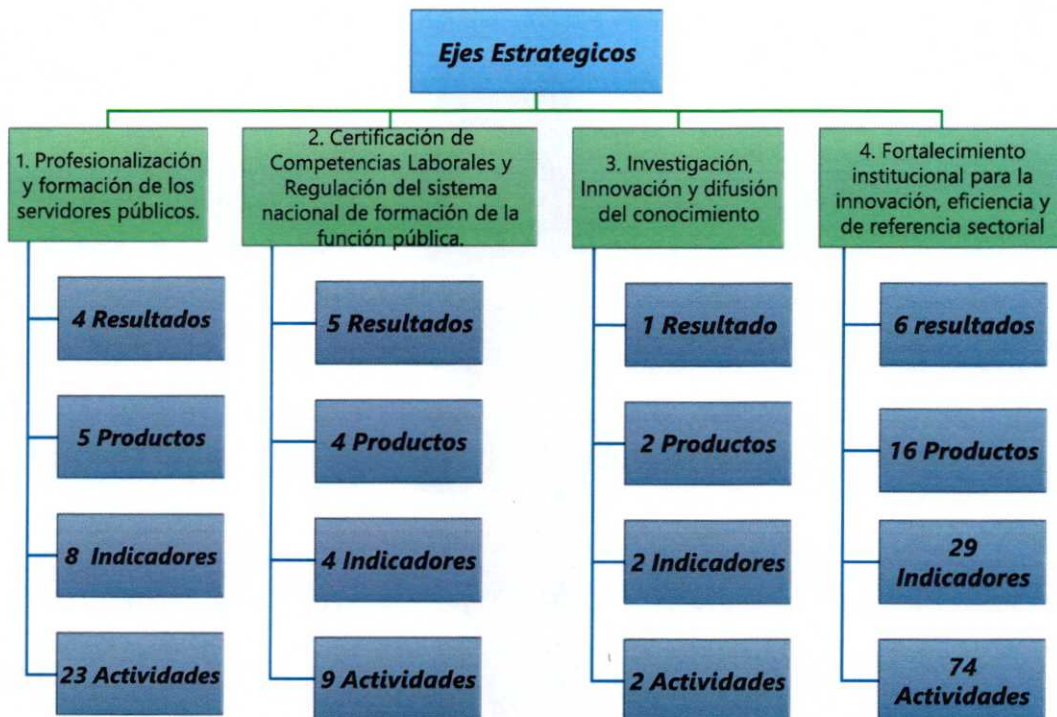 Ejes Estrategicos
1. Profesionalización
y formación de los
servidores públicos.
2. Certificación de
Competencias Laborales y
Regulación del sistema
nacional de formación de la
función pública.
3. Investigación,
Innovación y difusión
del conocimiento
4. Fortalecimiento
institucional para la
innovación, eficiencia y
de referencia sectorial
4 Resultados
5 Productos
8 Indicadores
23 Actividades
5 Resultados
4 Productos
4 Indicadores
9 Actividades
1 Resultado
2 Productos
2 Indicadores
2 Actividades
6 resultados
16 Productos
29
Indicadores
74
Actividades